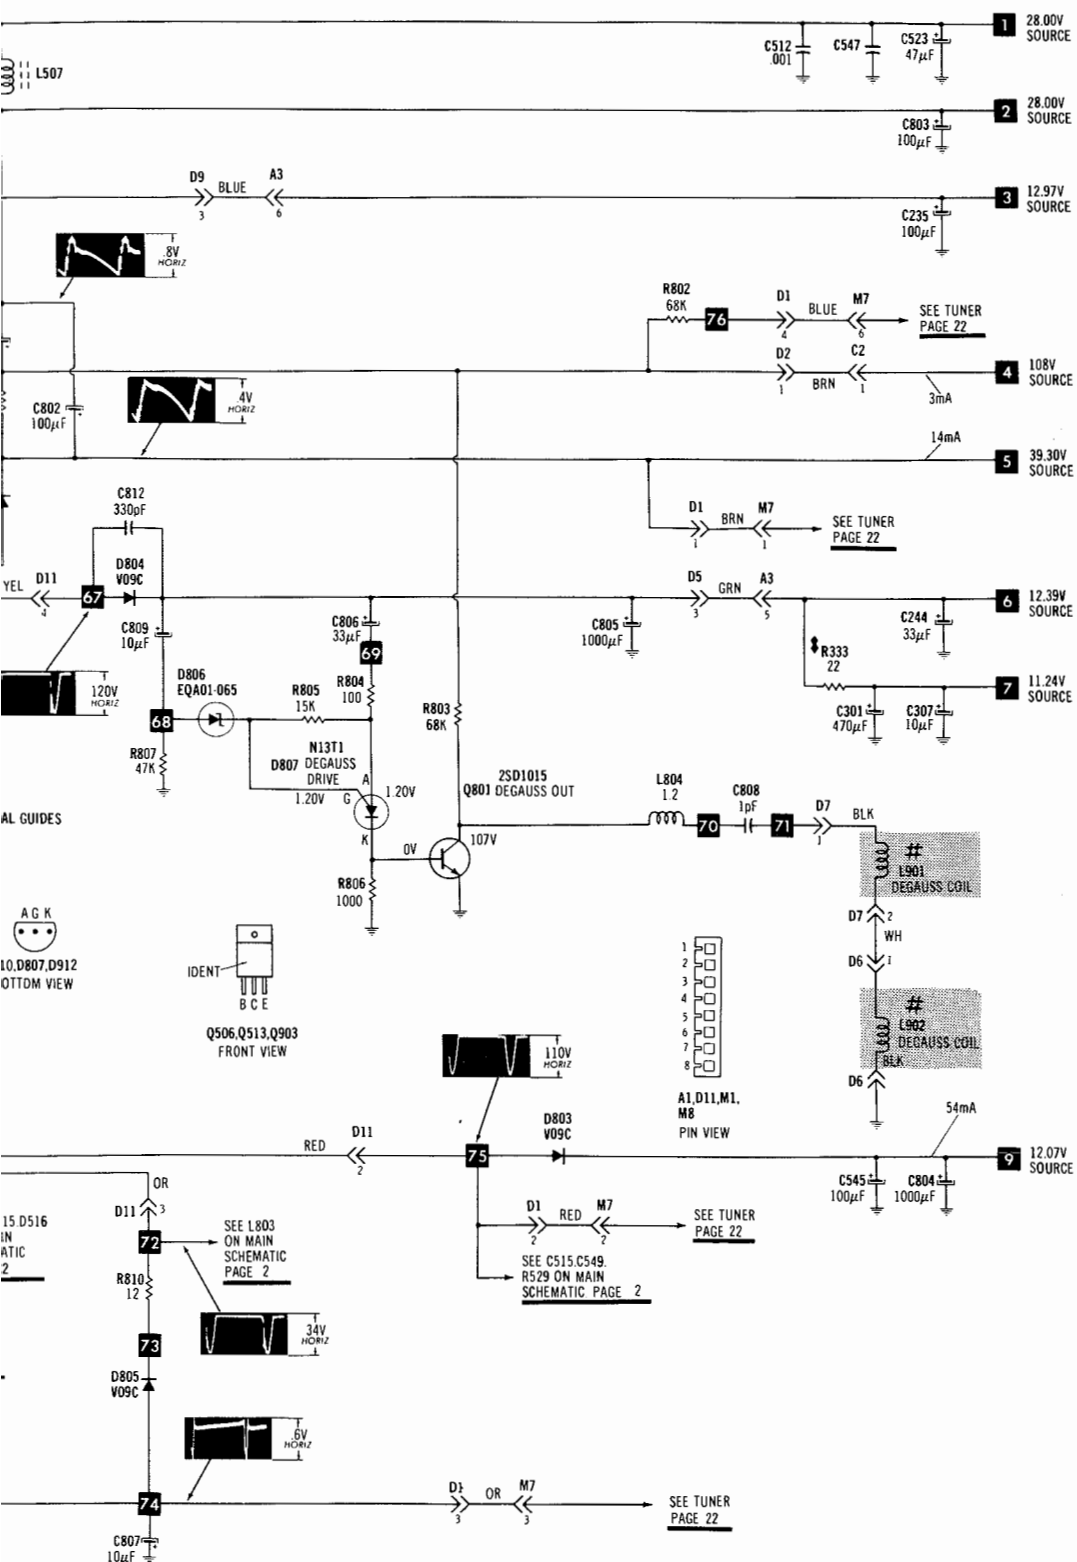 1 28.00V
SOURCE
C512
.001
C547
C523
47µF
L507
2 28.00V
SOURCE
C803
100µF
D9
3
BLUE
A3
6
3 12.97V
SOURCE
C235
100µF
.8V
HORIZ
R802
68K
76
D1
4
BLUE
M7
6
SEE TUNER
PAGE 22
D2
1
BRN
C2
1
4 108V
SOURCE
3mA
C802
100µF
.4V
HORIZ
14mA
5 39.30V
SOURCE
D1
1
BRN
M7
1
SEE TUNER
PAGE 22
C812
330pF
YEL
D11
4
67
D804
V09C
C809
10µF
C806
33µF
69
C805
1000µF
D5
3
GRN
A3
5
6 12.39V
SOURCE
C244
33µF
R333
22
7 11.24V
SOURCE
C301
470µF
C307
10µF
120V
HORIZ
D806
EQA01-065
68
R805
15K
R804
100
R803
68K
R807
47K
N13T1
D807 DEGAUSS
DRIVE
1.20V
G
A
1.20V
K
2SD1015
Q801 DEGAUSS OUT
0V
107V
R806
1000
L804
1.2
70
C808
1pF
71
D7
1
BLK
#
L901
DEGAUSS COIL
D7
2
WH
D6
1
#
L902
DEGAUSS COIL
BLK
D6
AL GUIDES
A G K
10,D807,D912
OTTOM VIEW
IDENT
B C E
Q506,Q513,Q903
FRONT VIEW
1
2
3
4
5
6
7
8
A1,D11,M1,
M8
PIN VIEW
110V
HORIZ
RED
D11
2
75
D803
V09C
54mA
9 12.07V
SOURCE
C545
100µF
C804
1000µF
D1
2
RED
M7
2
SEE TUNER
PAGE 22
SEE C515.C549.
R529 ON MAIN
SCHEMATIC PAGE 2
OR
D11
3
72
SEE L803
ON MAIN
SCHEMATIC
PAGE 2
15.D516
IN
ATIC
2
R810
12
34V
HORIZ
73
D805
V09C
.6V
HORIZ
74
C807
10µF
D1
3
OR
M7
3
SEE TUNER
PAGE 22